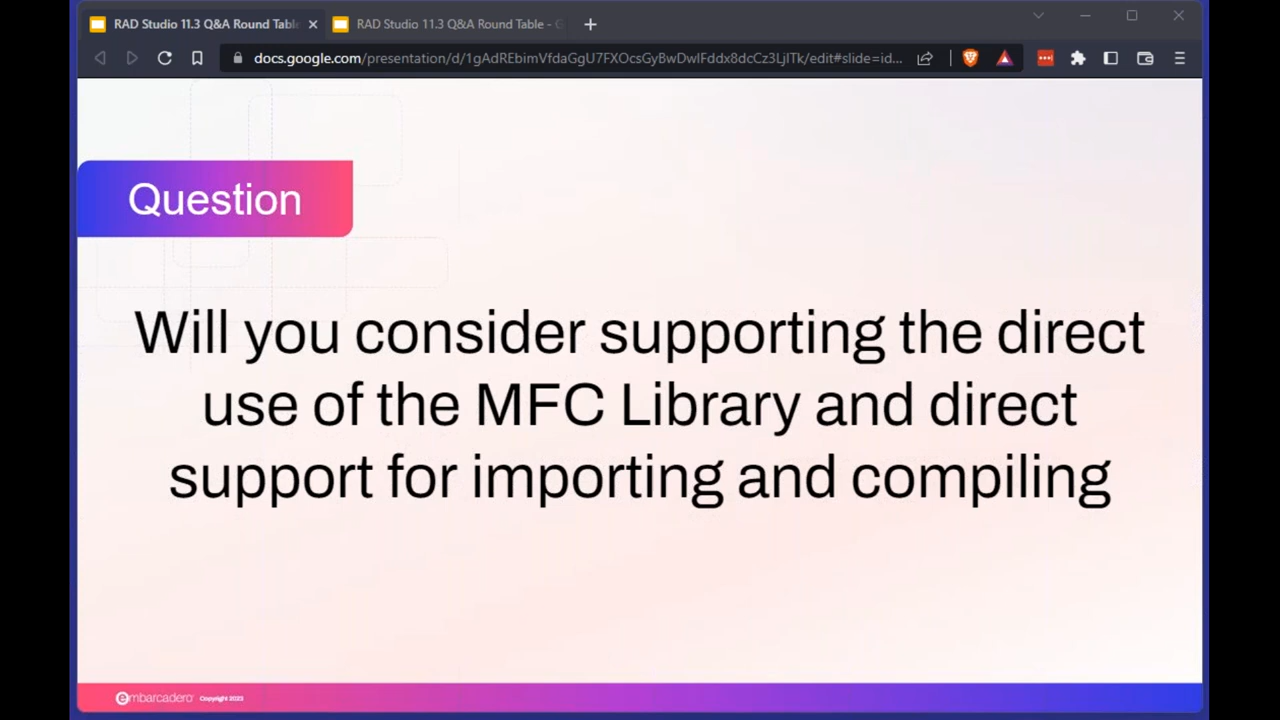 RAD Studio 11.3 Q&A Round Table
RAD Studio 11.3 Q&A Round Table - G
docs.google.com/presentation/d/1gAdREbimVfdaGgU7FXOcsGyBwDwIFddx8dcCz3LjITk/edit#slide=id...
Question
Will you consider supporting the direct
use of the MFC Library and direct
support for importing and compiling
embarcadero Copyright 2023